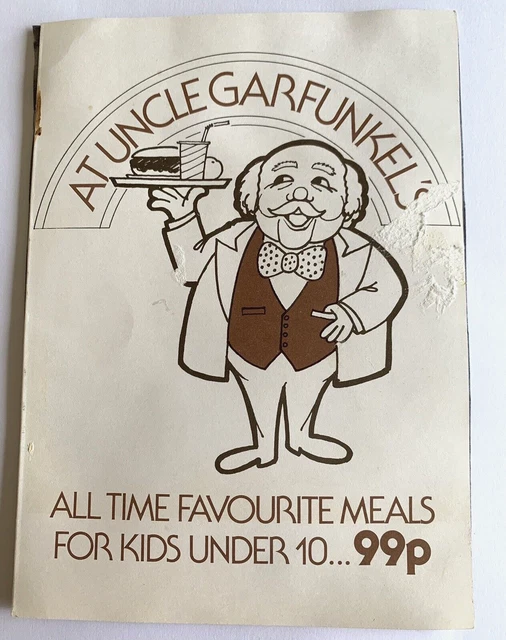 AT UNCLE GARFUNKEL'S
ALL TIME FAVOURITE MEALS
FOR KIDS UNDER 10...99p